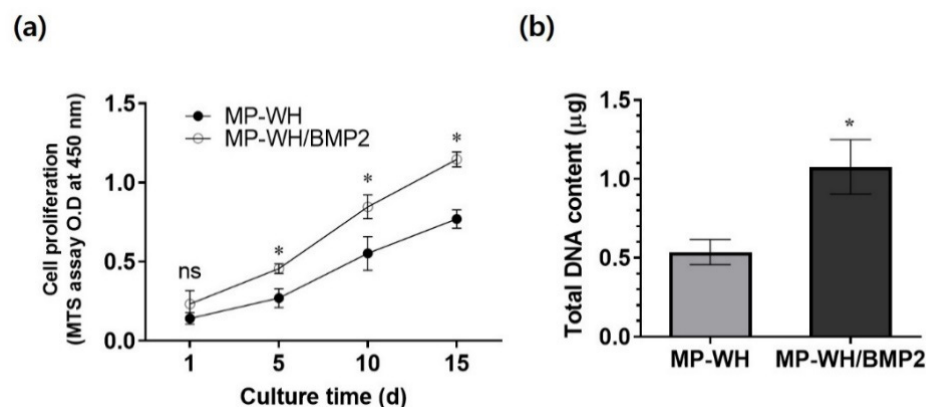 (a)
Cell proliferation
(MTS assay O.D at 450 nm)
1.5
1.0
0.5
0.0
MP-WH
MP-WH/BMP2
ns
*
*
*
1
5
10
15
Culture time (d)
(b)
Total DNA content (μg)
1.5
1.0
0.5
0.0
*
MP-WH
MP-WH/BMP2